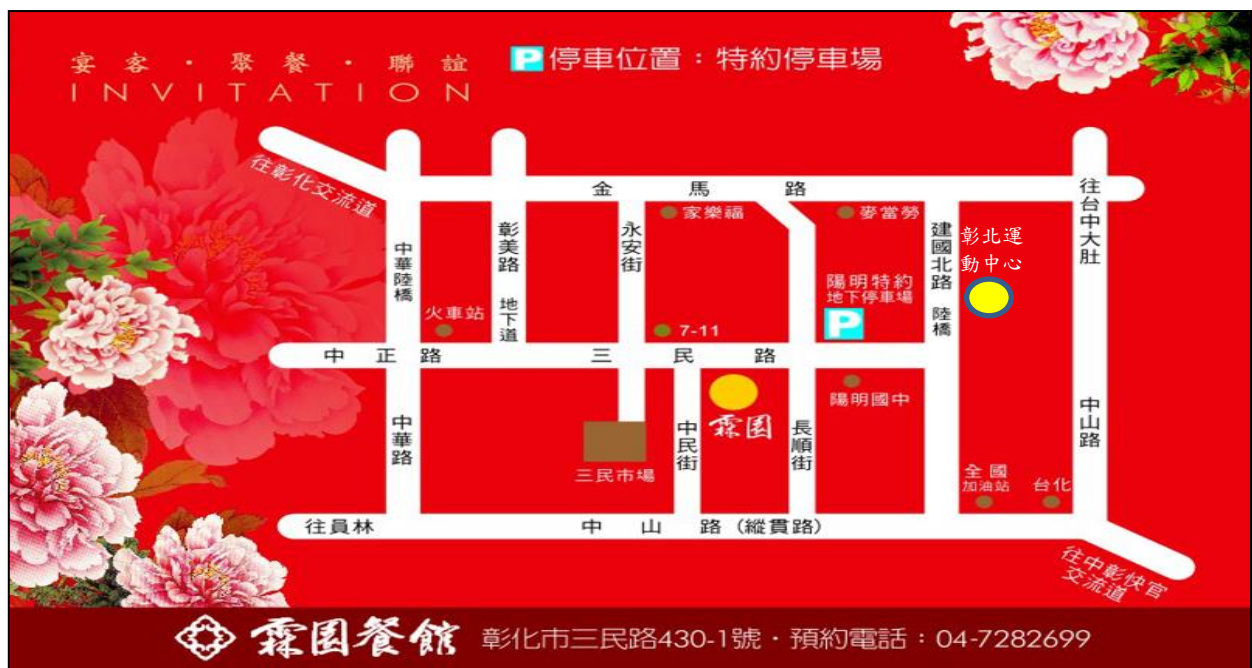 宴客・聚餐・聯誼
INVITATION
P停車位置：特約停車場
往彰化交流道
金馬路
往台中大肚
家樂福
麥當勞
中華陸橋
彰美路
地下道
永安街
建國北路
陸橋
彰北運
動中心
火車站
7-11
陽明特約
地下停車場
P
中正路
三民路
霖園
陽明國中
中華路
三民市場
中民街
長順街
中山路
全國
加油站
台化
往員林
中山路(縱貫路)
往中彰快官
交流道
霖園餐館 彰化市三民路430-1號・預約電話：04-7282699